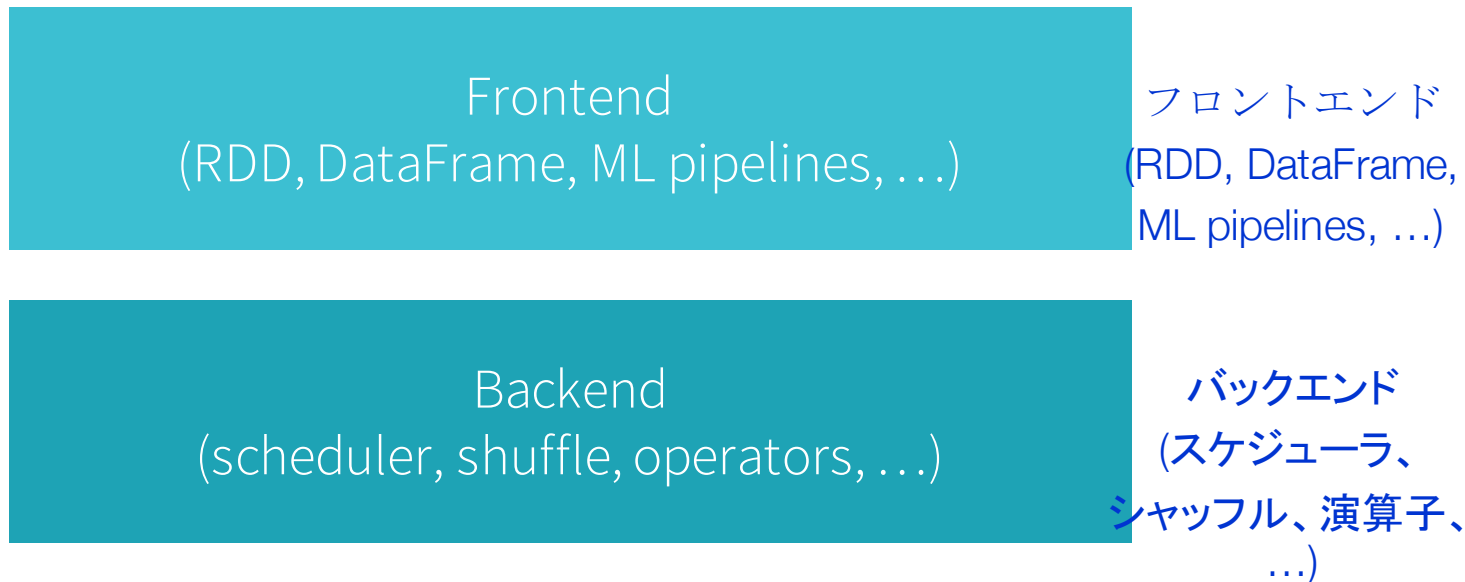 Frontend
(RDD, DataFrame, ML pipelines, …)
フロントエンド
(RDD, DataFrame,
ML pipelines, …)
Backend
(scheduler, shuffle, operators, …)
バックエンド
(スケジューラ、
シャッフル、演算子、
…)